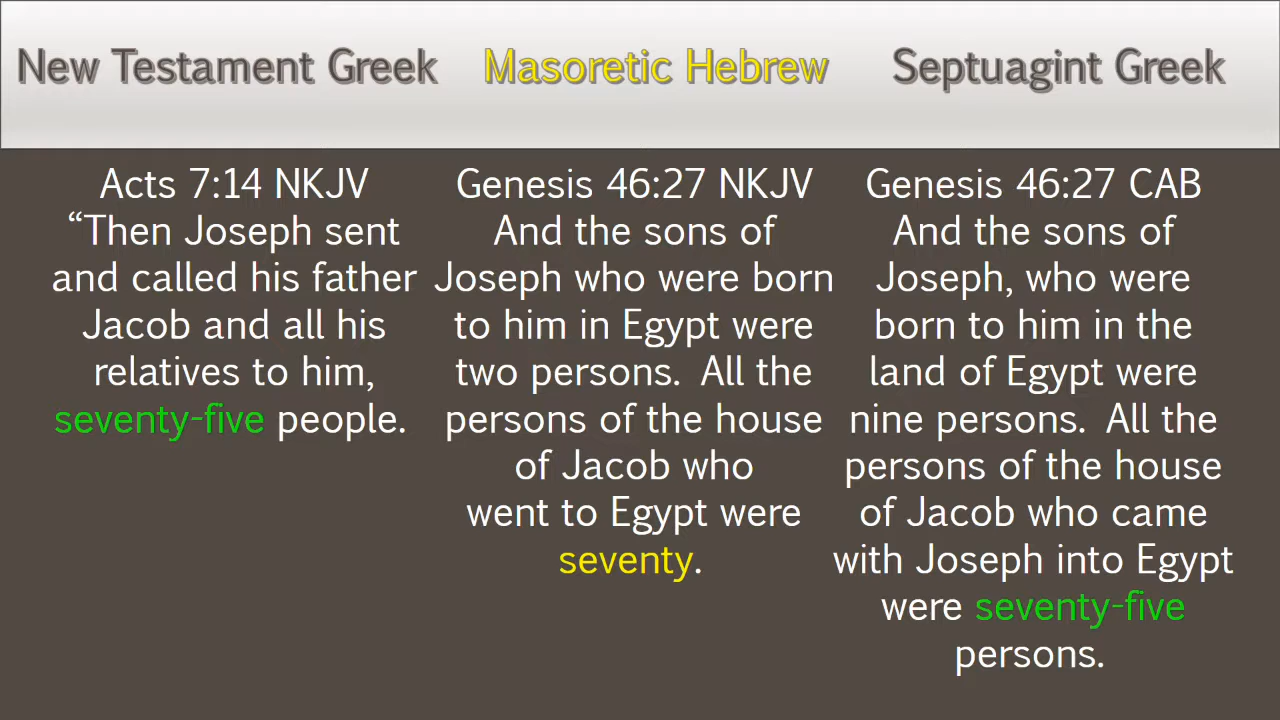 New Testament Greek
Masoretic Hebrew
Septuagint Greek
Acts 7:14 NKJV
“Then Joseph sent
and called his father
Jacob and all his
relatives to him,
seventy-five people.
Genesis 46:27 NKJV
And the sons of
Joseph who were born
to him in Egypt were
two persons. All the
persons of the house
of Jacob who
went to Egypt were
seventy.
Genesis 46:27 CAB
And the sons of
Joseph, who were
born to him in the
land of Egypt were
nine persons. All the
persons of the house
of Jacob who came
with Joseph into Egypt
were seventy-five
persons.